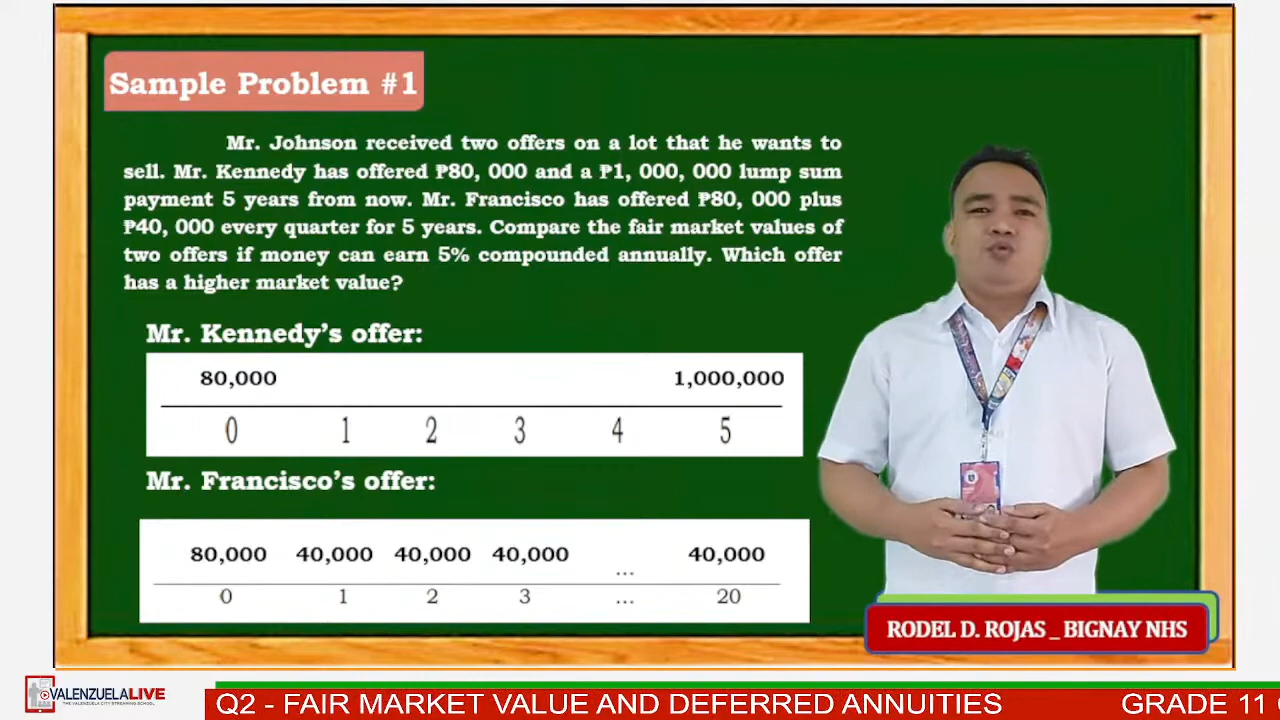 Sample Problem #1
Mr. Johnson received two offers on a lot that he wants to
sell. Mr. Kennedy has offered ₱80, 000 and a ₱1, 000, 000 lump sum
payment 5 years from now. Mr. Francisco has offered ₱80, 000 plus
₱40, 000 every quarter for 5 years. Compare the fair market values of
two offers if money can earn 5% compounded annually. Which offer
has a higher market value?
Mr. Kennedy's offer:
80,000 1,000,000
0 1 2 3 4 5
Mr. Francisco's offer:
80,000 40,000 40,000 40,000 ... 40,000
0 1 2 3 ... 20
RODEL D. ROJAS _ BIGNAY NHS
VALENZUELALIVE
THE VALENZUELA CITY STREAMING SCHOOL
Q2 - FAIR MARKET VALUE AND DEFERRED ANNUITIES GRADE 11